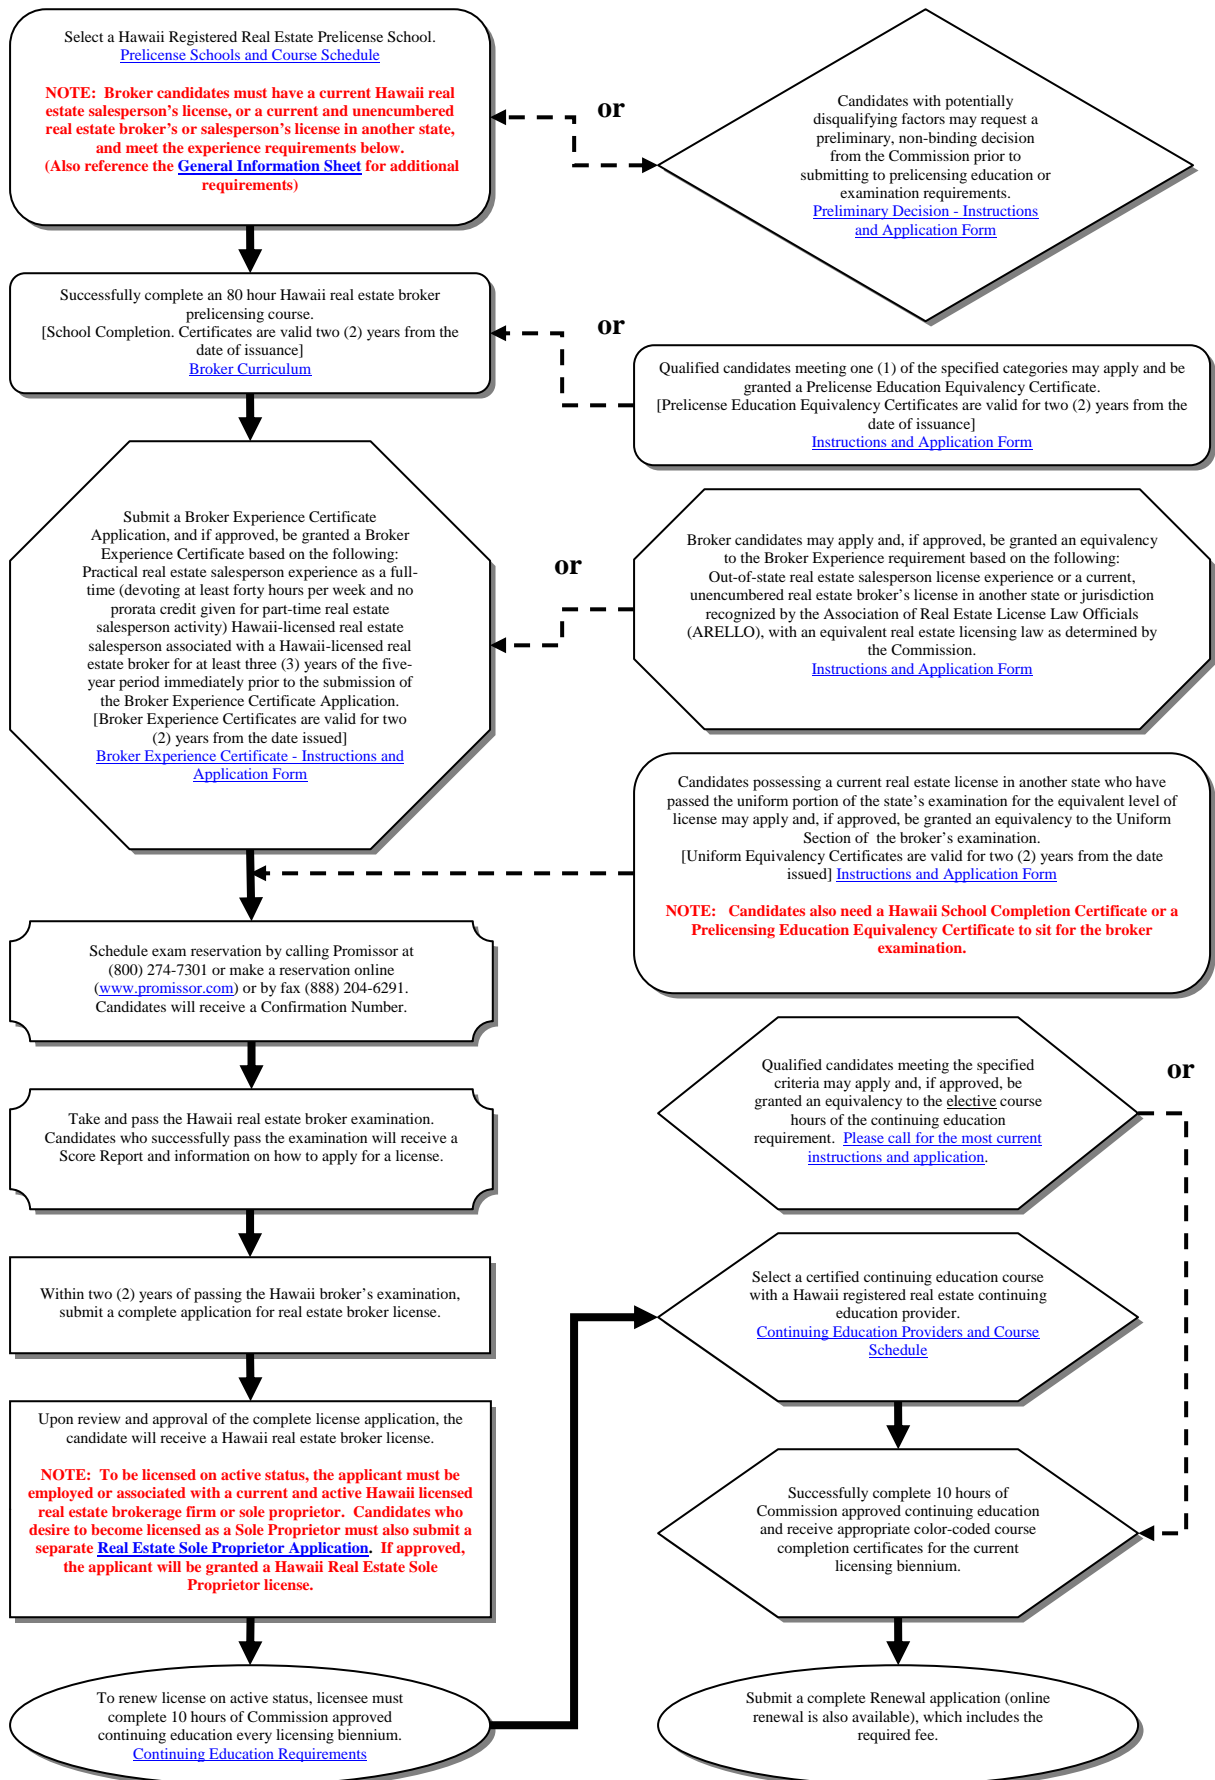 Select a Hawaii Registered Real Estate Prelicense School.
Prelicense Schools and Course Schedule
NOTE:  Broker candidates must have a current Hawaii real
estate salesperson's license, or a current and unencumbered
real estate broker's or salesperson's license in another state,
and meet the experience requirements below.
(Also reference the General Information Sheet for additional
requirements)
or
Candidates with potentially
disqualifying factors may request a
preliminary, non-binding decision
from the Commission prior to
submitting to prelicensing education or
examination requirements.
Preliminary Decision - Instructions
and Application Form
Successfully complete an 80 hour Hawaii real estate broker
prelicensing course.
[School Completion. Certificates are valid two (2) years from the
date of issuance]
Broker Curriculum
or
Qualified candidates meeting one (1) of the specified categories may apply and be
granted a Prelicense Education Equivalency Certificate.
[Prelicense Education Equivalency Certificates are valid for two (2) years from the
date of issuance]
Instructions and Application Form
Submit a Broker Experience Certificate
Application, and if approved, be granted a Broker
Experience Certificate based on the following:
Practical real estate salesperson experience as a full-
time (devoting at least forty hours per week and no
prorata credit given for part-time real estate
salesperson activity) Hawaii-licensed real estate
salesperson associated with a Hawaii-licensed real
estate broker for at least three (3) years of the five-
year period immediately prior to the submission of
the Broker Experience Certificate Application.
[Broker Experience Certificates are valid for two
(2) years from the date issued]
Broker Experience Certificate - Instructions and
Application Form
or
Broker candidates may apply and, if approved, be granted an equivalency
to the Broker Experience requirement based on the following:
Out-of-state real estate salesperson license experience or a current,
unencumbered real estate broker's license in another state or jurisdiction
recognized by the Association of Real Estate License Law Officials
(ARELLO), with an equivalent real estate licensing law as determined by
the Commission.
Instructions and Application Form
Candidates possessing a current real estate license in another state who have
passed the uniform portion of the state's examination for the equivalent level of
license may apply and, if approved, be granted an equivalency to the Uniform
Section of  the broker's examination.
[Uniform Equivalency Certificates are valid for two (2) years from the date
issued] Instructions and Application Form
NOTE:   Candidates also need a Hawaii School Completion Certificate or a
Prelicensing Education Equivalency Certificate to sit for the broker
examination.
Schedule exam reservation by calling Promissor at
(800) 274-7301 or make a reservation online
(www.promissor.com) or by fax (888) 204-6291.
Candidates will receive a Confirmation Number.
Take and pass the Hawaii real estate broker examination.
Candidates who successfully pass the examination will receive a
Score Report and information on how to apply for a license.
Within two (2) years of passing the Hawaii broker's examination,
submit a complete application for real estate broker license.
Upon review and approval of the complete license application, the
candidate will receive a Hawaii real estate broker license.
NOTE:  To be licensed on active status, the applicant must be
employed or associated with a current and active Hawaii licensed
real estate brokerage firm or sole proprietor.  Candidates who
desire to become licensed as a Sole Proprietor must also submit a
separate Real Estate Sole Proprietor Application.  If approved,
the applicant will be granted a Hawaii Real Estate Sole
Proprietor license.
To renew license on active status, licensee must
complete 10 hours of Commission approved
continuing education every licensing biennium.
Continuing Education Requirements
Qualified candidates meeting the specified
criteria may apply and, if approved, be
granted an equivalency to the elective course
hours of the continuing education
requirement.  Please call for the most current
instructions and application.
or
Select a certified continuing education course
with a Hawaii registered real estate continuing
education provider.
Continuing Education Providers and Course
Schedule
Successfully complete 10 hours of
Commission approved continuing education
and receive appropriate color-coded course
completion certificates for the current
licensing biennium.
Submit a complete Renewal application (online
renewal is also available), which includes the
required fee.